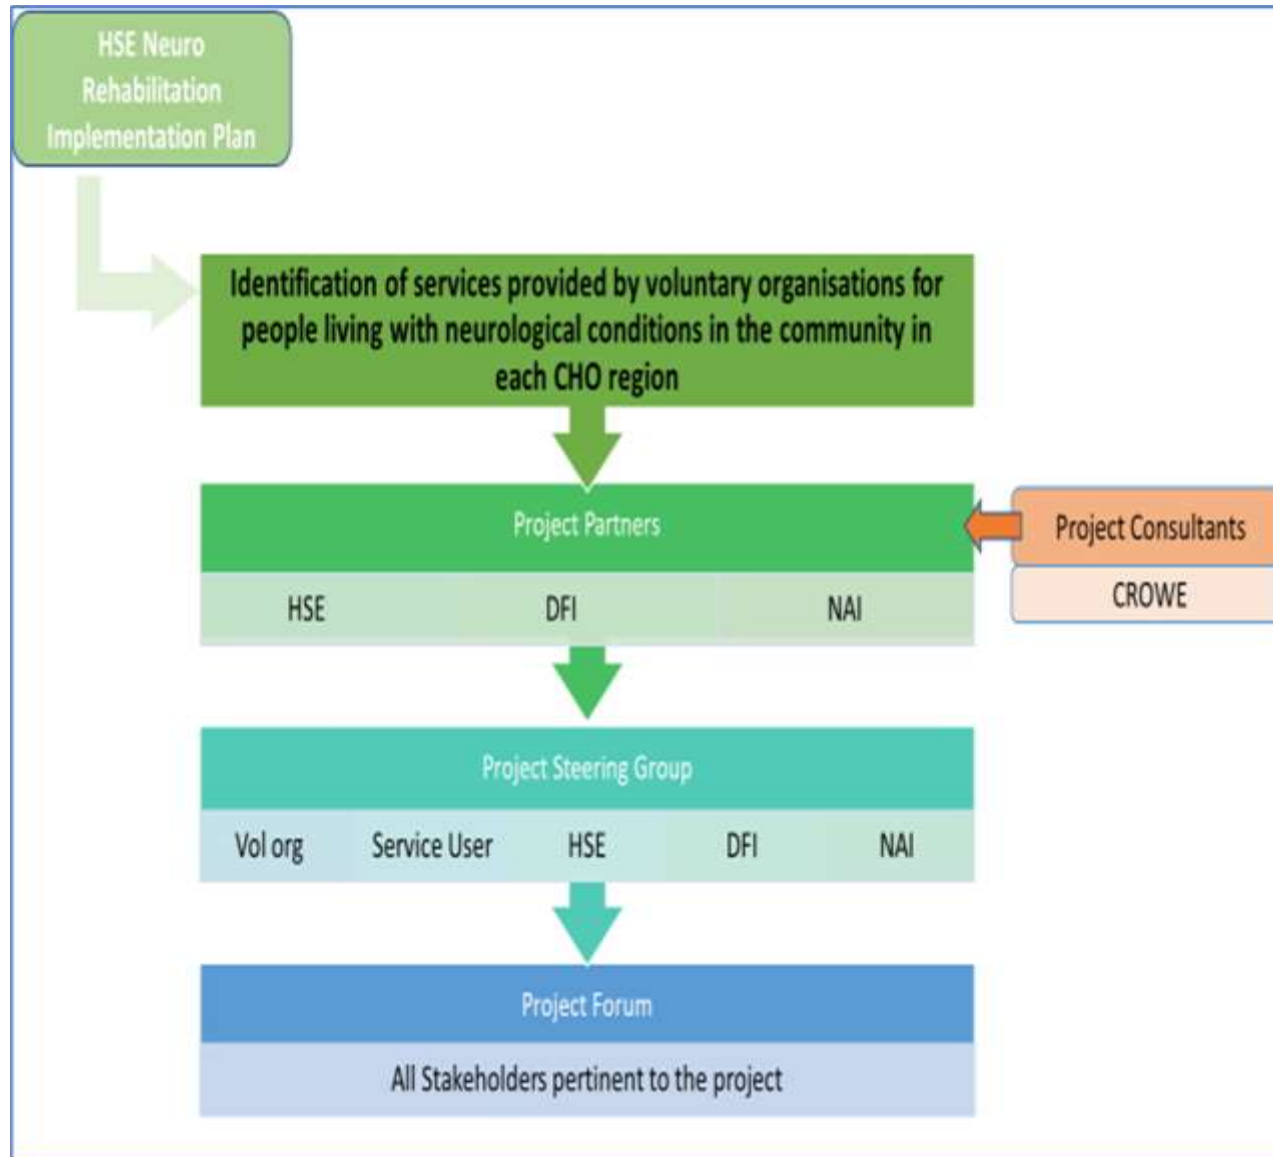 HSE Neuro
Rehabilitation
Implementation Plan
Identification of services provided by voluntary organisations for
people living with neurological conditions in the community in
each CHO region
Project Partners
HSE DFI NAI
Project Consultants
CROWE
Project Steering Group
Vol org Service User HSE DFI NAI
Project Forum
All Stakeholders pertinent to the project